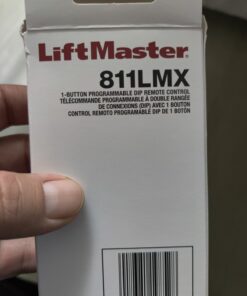 LiftMaster
811LMX
1-BUTTON PROGRAMMABLE DIP REMOTE CONTROL
TÉLÉCOMMANDE PROGRAMMABLE À DOUBLE RANGÉE
DE CONNEXIONS (DIP) AVEC 1 BOUTON
CONTROL REMOTO PROGRAMABLE DIP DE 1 BOTÓN